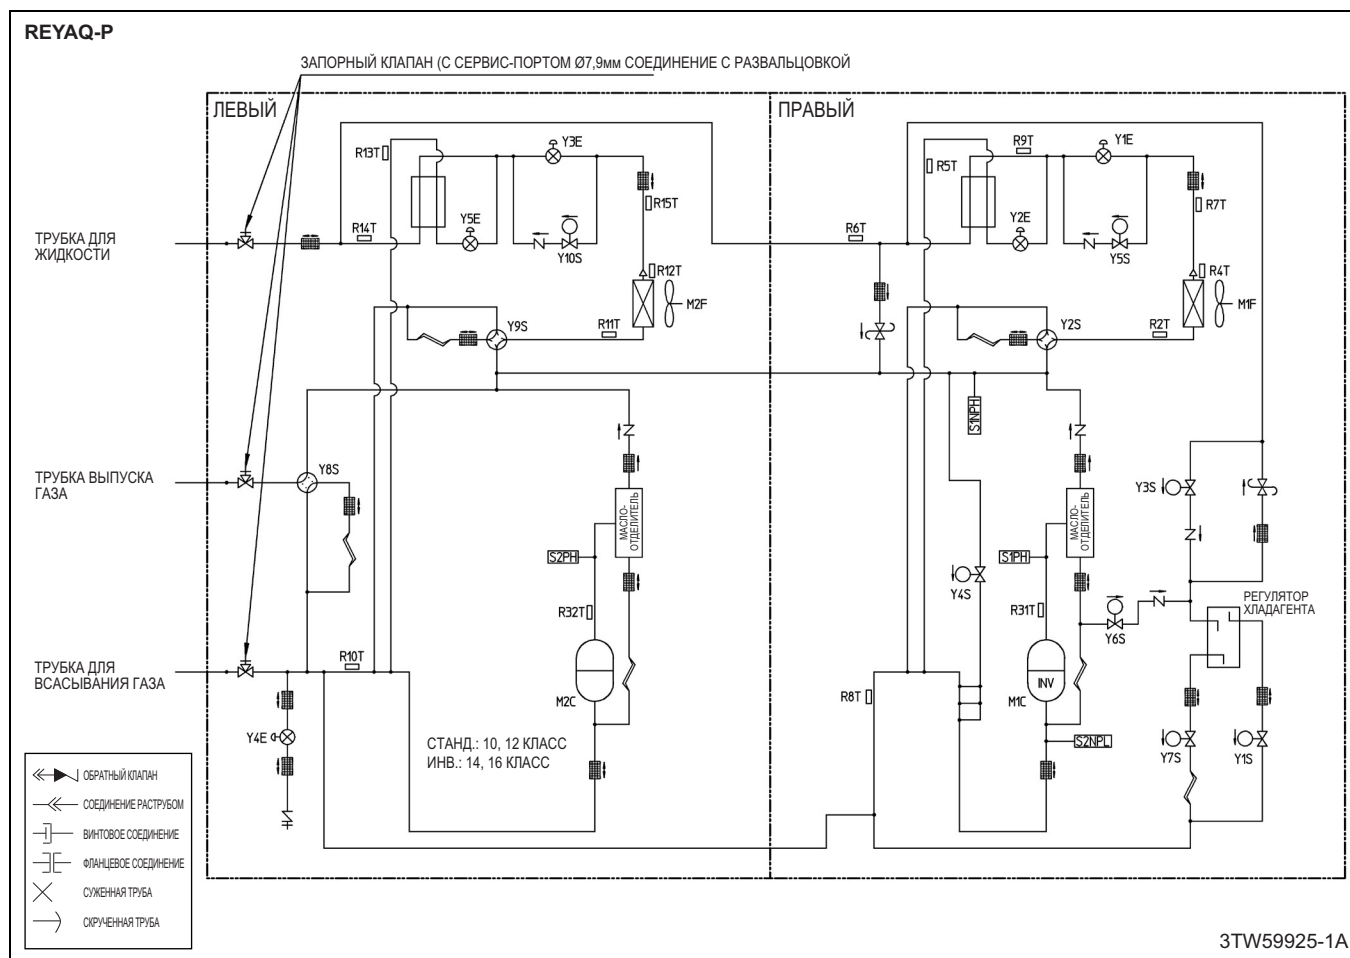 REYAQ-P
ЗАПОРНЫЙ КЛАПАН (С СЕРВИС-ПОРТОМ Ø7,9мм СОЕДИНЕНИЕ С РАЗВАЛЬЦОВКОЙ
ЛЕВЫЙ
ПРАВЫЙ
R13T
Y3E
R15T
R14T
Y5E
Y10S
R12T
M2F
R11T
Y9S
R5T
R9T
Y1E
R7T
R6T
Y2E
Y5S
R4T
M1F
R2T
Y2S
ТРУБКА ДЛЯ
ЖИДКОСТИ
S1NPH
ТРУБКА ВЫПУСКА
ГАЗА
Y8S
МАСЛО-
ОТДЕЛИТЕЛЬ
S2PH
R32T
M2C
МАСЛО-
ОТДЕЛИТЕЛЬ
S1PH
R31T
INV
M1C
Y4S
Y3S
Y6S
РЕГУЛЯТОР
ХЛАДАГЕНТА
ТРУБКА ДЛЯ
ВСАСЫВАНИЯ ГАЗА
R10T
R8T
Y4E
СТАНД.: 10, 12 КЛАСС
ИНВ.: 14, 16 КЛАСС
S2NPL
Y7S
Y1S
ОБРАТНЫЙ КЛАПАН
СОЕДИНЕНИЕ РАСТРУБОМ
ВИНТОВОЕ СОЕДИНЕНИЕ
ФЛАНЦЕВОЕ СОЕДИНЕНИЕ
СУЖЕННАЯ ТРУБА
СКРУЧЕННАЯ ТРУБА
3TW59925-1A